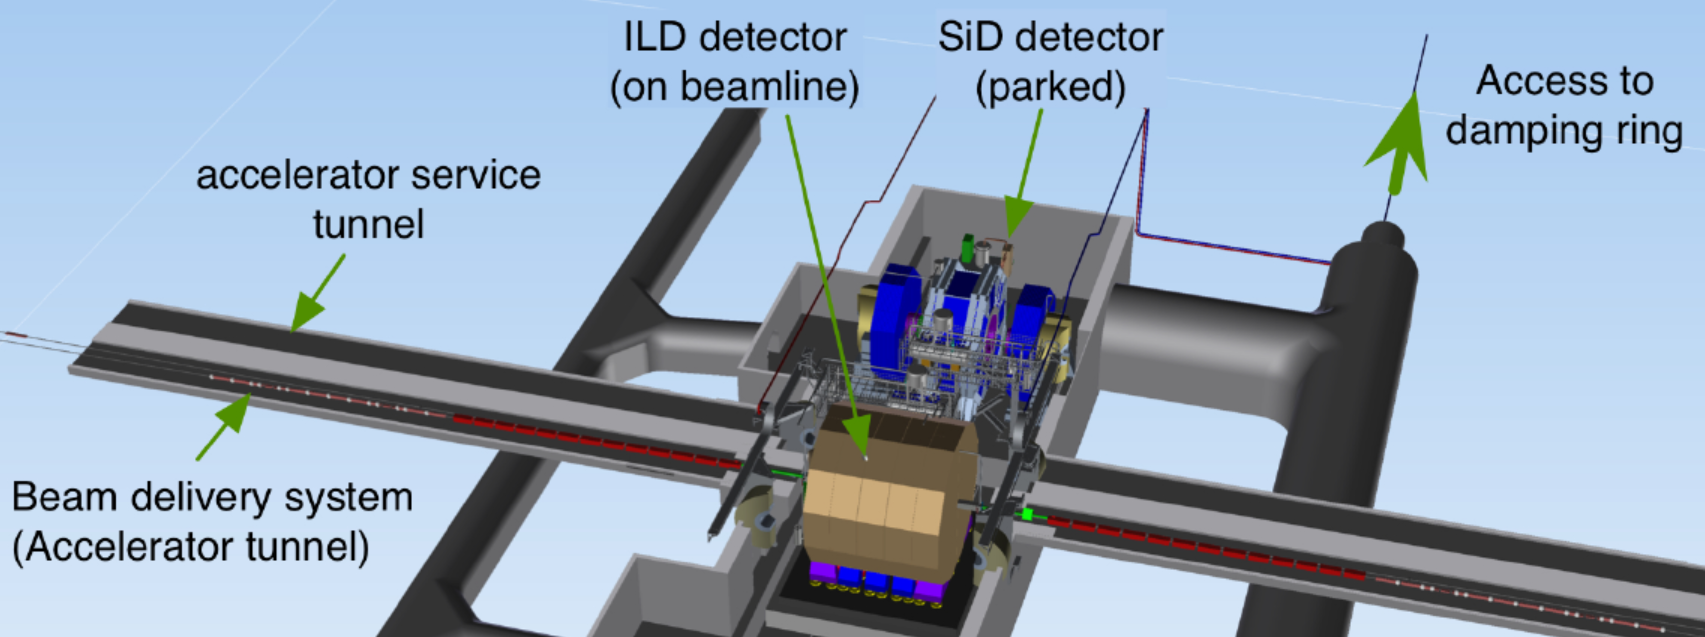 ILD detector
(on beamline)
SiD detector
(parked)
Access to
damping ring
accelerator service
tunnel
Beam delivery system
(Accelerator tunnel)